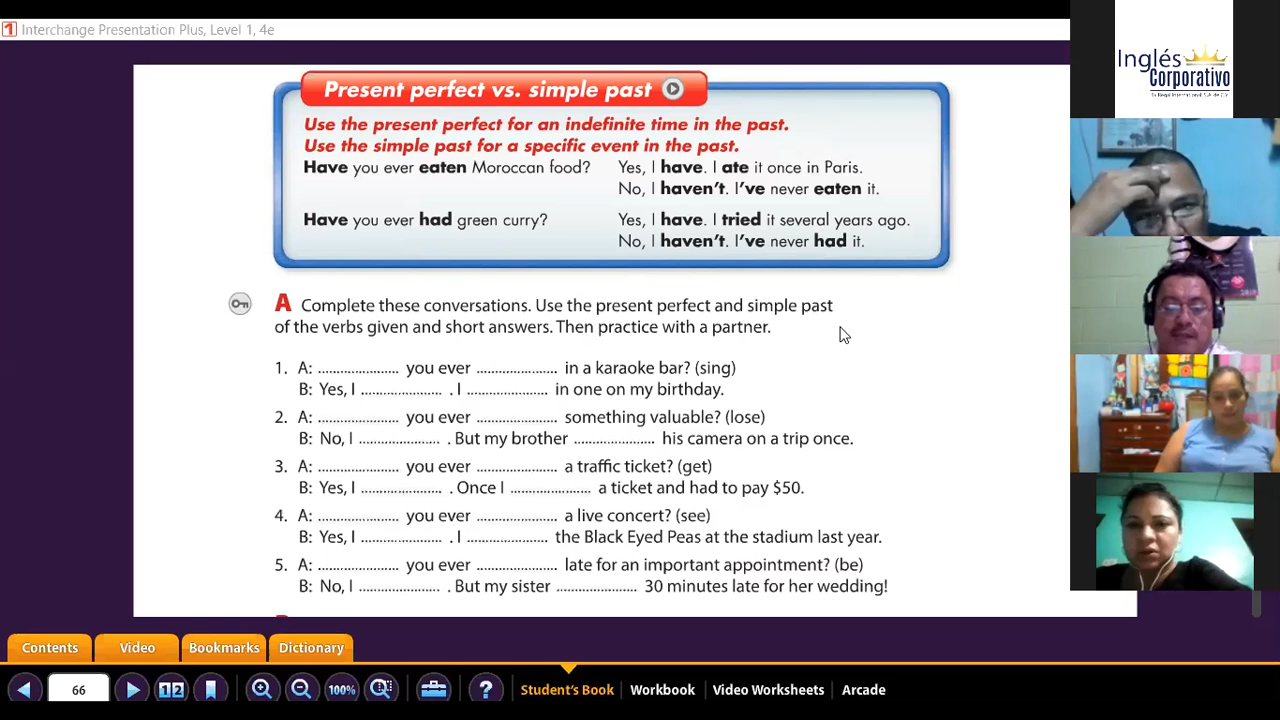 1 Interchange Presentation Plus, Level 1, 4e
Inglés
Corporativo
Present perfect vs. simple past
Use the present perfect for an indefinite time in the past.
Use the simple past for a specific event in the past.
Have you ever eaten Moroccan food? Yes, I have. I ate it once in Paris.
No, I haven't. I've never eaten it.
Have you ever had green curry? Yes, I have. I tried it several years ago.
No, I haven't. I've never had it.
A Complete these conversations. Use the present perfect and simple past
of the verbs given and short answers. Then practice with a partner.
1. A: .................... you ever .................... in a karaoke bar? (sing)
B: Yes, I .................... . I .................... in one on my birthday.
2. A: .................... you ever .................... something valuable? (lose)
B: No, I .................... . But my brother .................... his camera on a trip once.
3. A: .................... you ever .................... a traffic ticket? (get)
B: Yes, I .................... . Once I .................... a ticket and had to pay $50.
4. A: .................... you ever .................... a live concert? (see)
B: Yes, I .................... . I .................... the Black Eyed Peas at the stadium last year.
5. A: .................... you ever .................... late for an important appointment? (be)
B: No, I .................... . But my sister .................... 30 minutes late for her wedding!
Contents Video Bookmarks Dictionary
66 12 100% ? Student's Book Workbook Video Worksheets Arcade